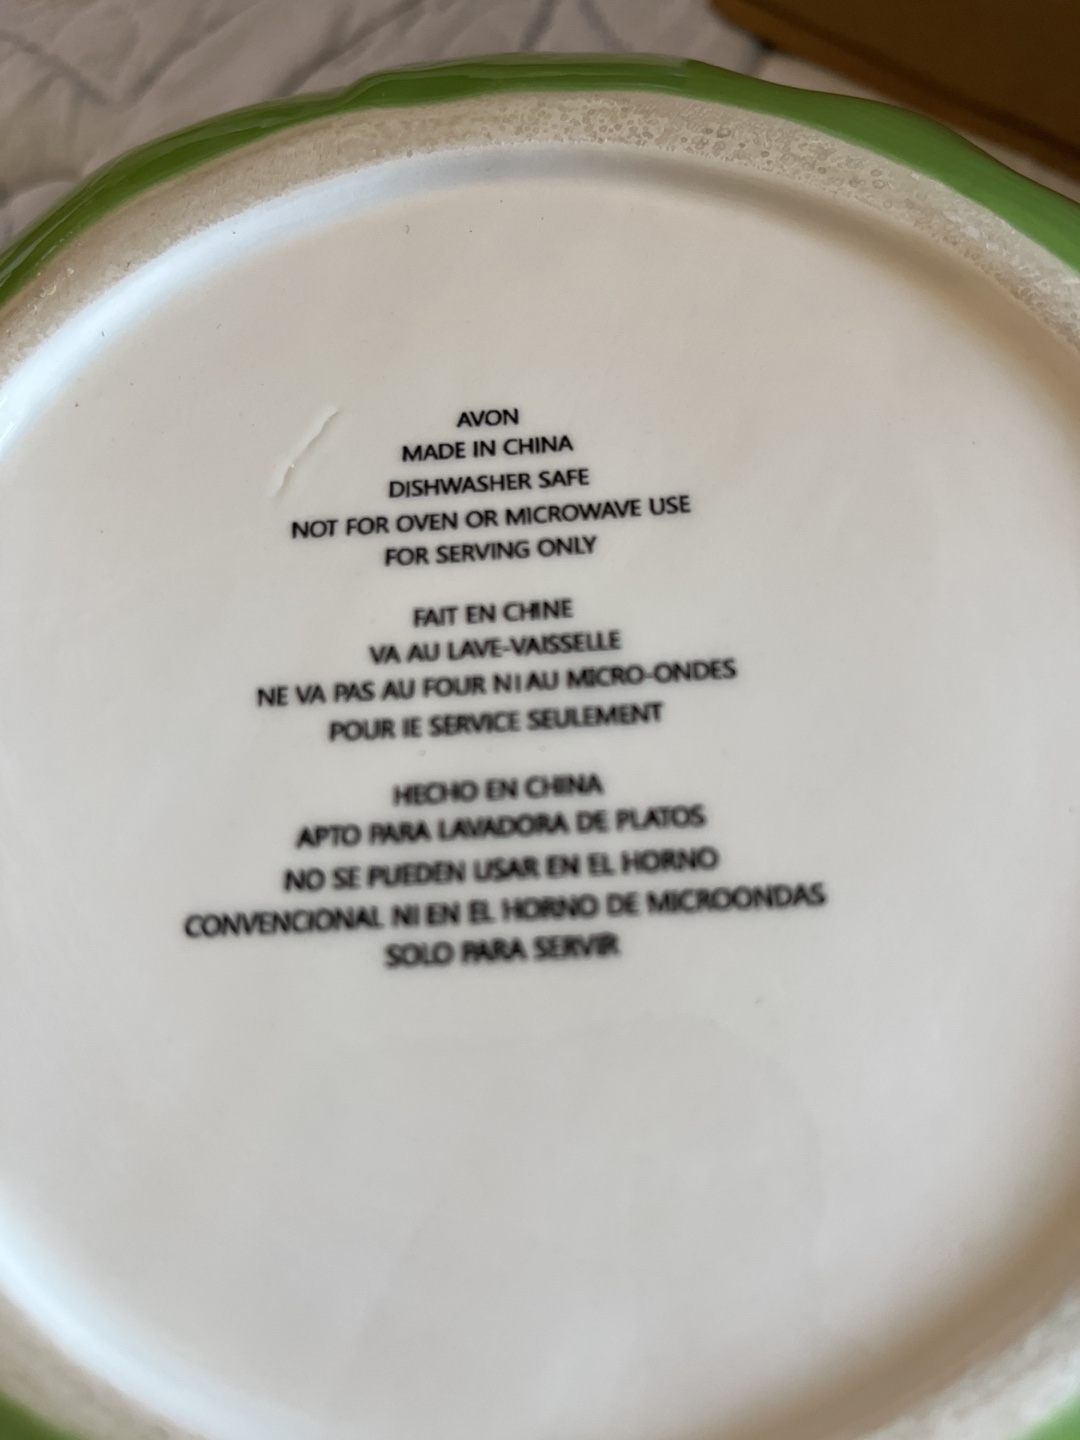 AVON
MADE IN CHINA
DISHWASHER SAFE
NOT FOR OVEN OR MICROWAVE USE
FOR SERVING ONLY
FAIT EN CHINE
VA AU LAVE-VAISSELLE
NE VA PAS AU FOUR NI AU MICRO-ONDES
POUR IE SERVICE SEULEMENT
HECHO EN CHINA
APTO PARA LAVADORA DE PLATOS
NO SE PUEDEN USAR EN EL HORNO
CONVENCIONAL NI EN EL HORNO DE MICROONDAS
SOLO PARA SERVIR